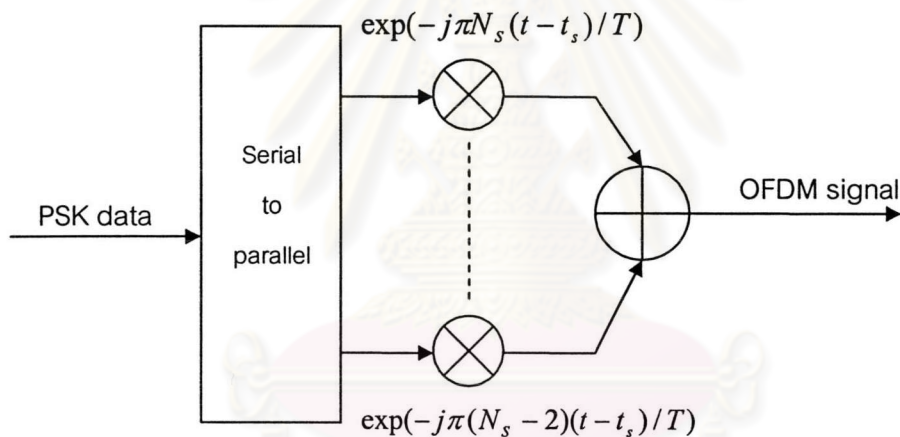 exp(−jπN_s(t−t_s)/T)
Serial
to
parallel
PSK data
OFDM signal
exp(−jπ(N_s−2)(t−t_s)/T)